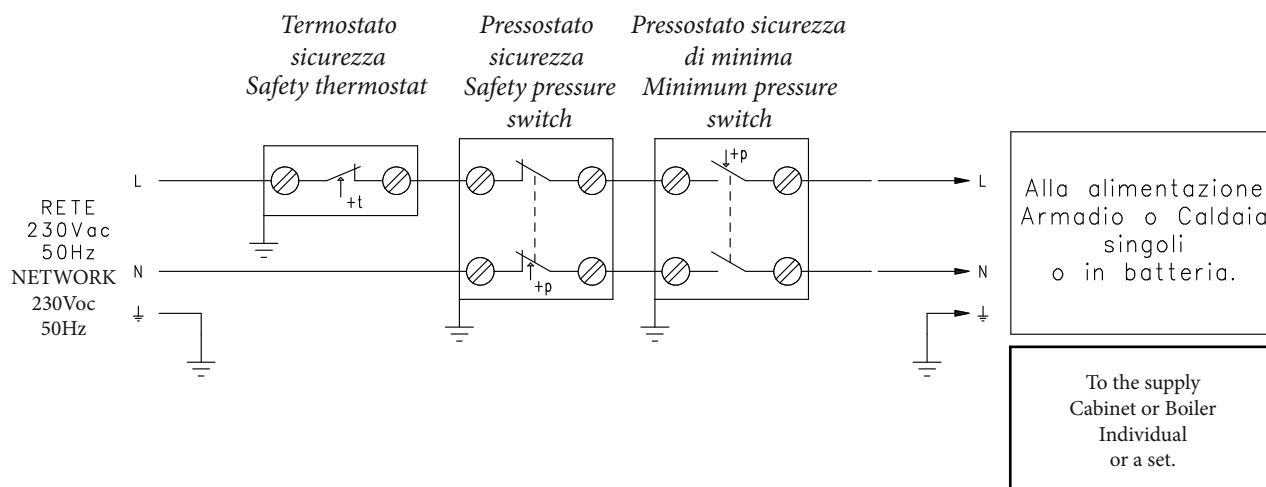 Termostato
sicurezza
Safety thermostat
Pressostato
sicurezza
Safety pressure
switch
Pressostato sicurezza
di minima
Minimum pressure
switch
L
+t
+p
+p
L
N
N
RETE
230Vac
50Hz
NETWORK
230Voc
50Hz
Alla alimentazione
Armadio o Caldaia
singoli
o in batteria.
To the supply
Cabinet or Boiler
Individual
or a set.